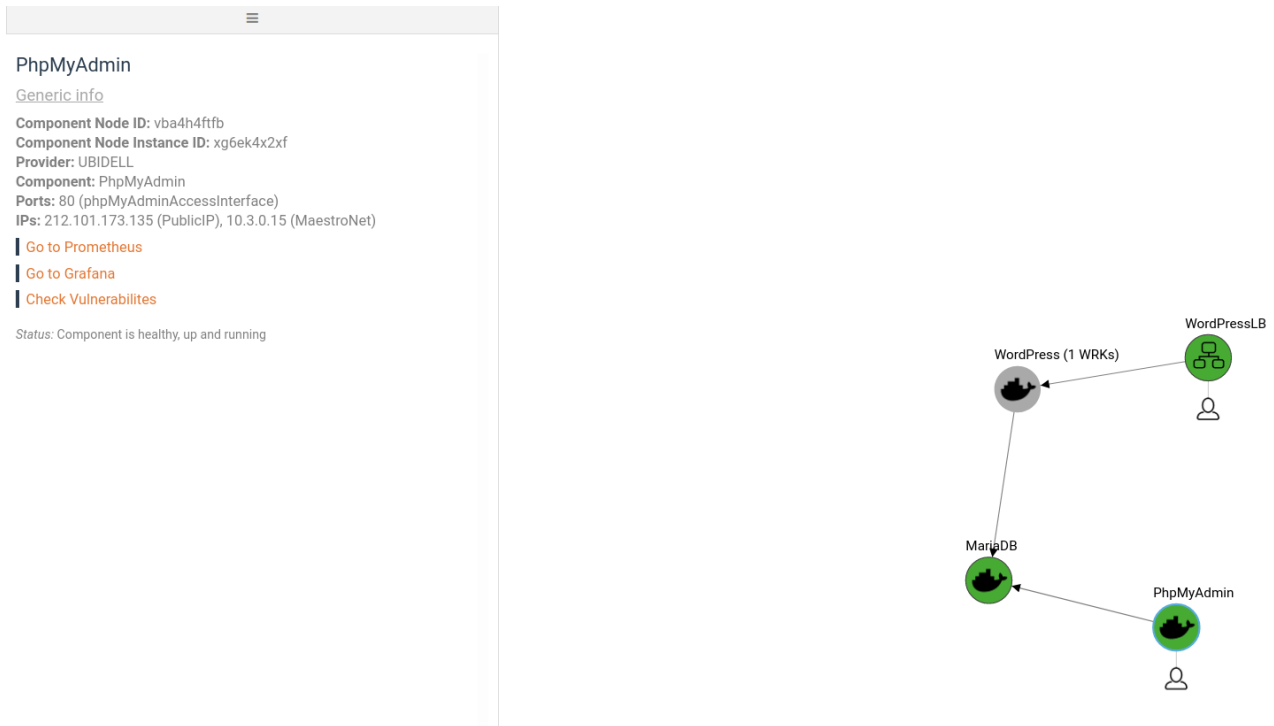 PhpMyAdmin
Generic info
Component Node ID: vba4h4ftfb
Component Node Instance ID: xg6ek4x2xf
Provider: UBIDELL
Component: PhpMyAdmin
Ports: 80 (phpMyAdminAccessInterface)
IPs: 212.101.173.135 (PublicIP), 10.3.0.15 (MaestroNet)
Go to Prometheus
Go to Grafana
Check Vulnerabilites
Status: Component is healthy, up and running
WordPressLB
WordPress (1 WRKs)
MariaDB
PhpMyAdmin